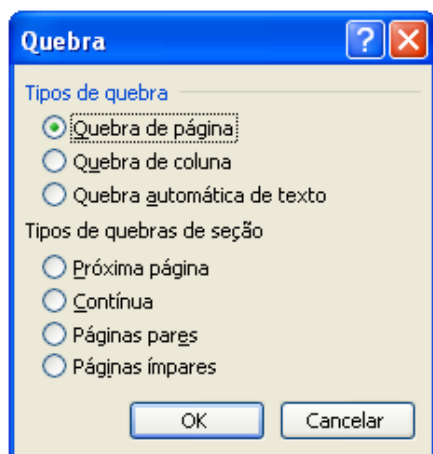 Quebra
Tipos de quebra
Quebra de página
Quebra de coluna
Quebra automática de texto
Tipos de quebras de seção
Próxima página
Contínua
Páginas pares
Páginas ímpares
OK Cancelar